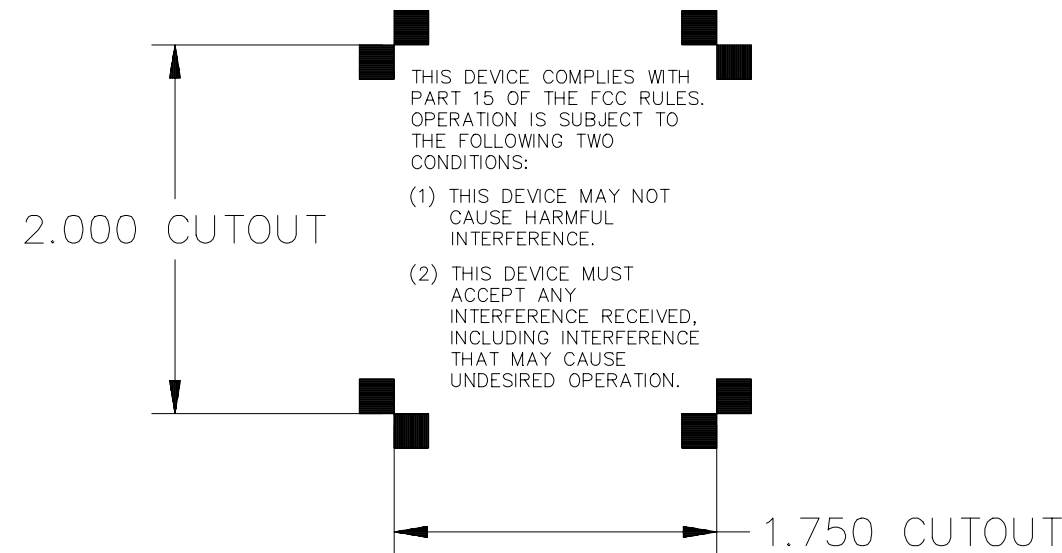 THIS DEVICE COMPLIES WITH
PART 15 OF THE FCC RULES.
OPERATION IS SUBJECT TO
THE FOLLOWING TWO
CONDITIONS:
(1) THIS DEVICE MAY NOT
CAUSE HARMFUL
INTERFERENCE.
2.000 CUTOUT
(2) THIS DEVICE MUST
ACCEPT ANY
INTERFERENCE RECEIVED,
INCLUDING INTERFERENCE
THAT MAY CAUSE
UNDESIRED OPERATION.
1.750 CUTOUT